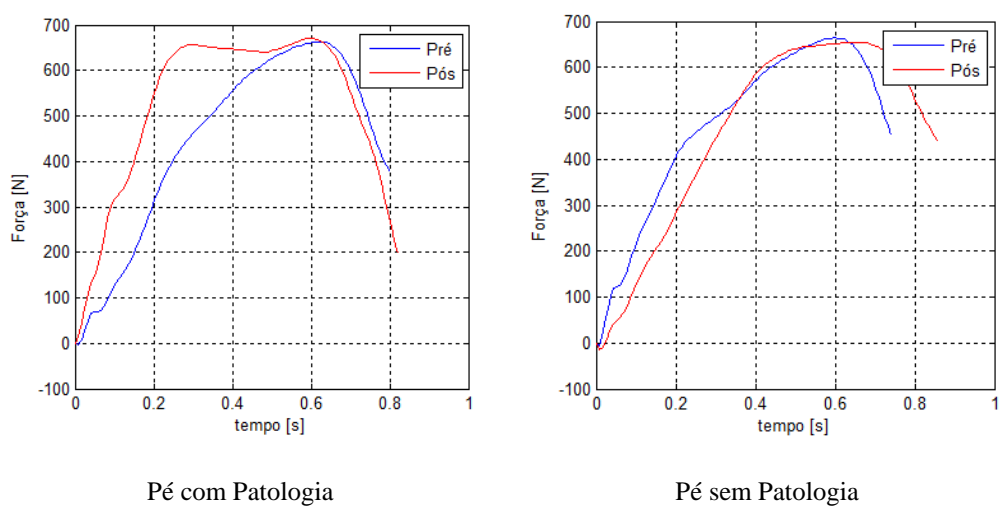 700
600
500
400
300
200
100
0
-100
Força [N]
0 0.2 0.4 0.6 0.8 1
tempo [s]
Pré
Pós
Pé com Patologia
700
600
500
400
300
200
100
0
-100
Força [N]
0 0.2 0.4 0.6 0.8 1
tempo [s]
Pré
Pós
Pé sem Patologia